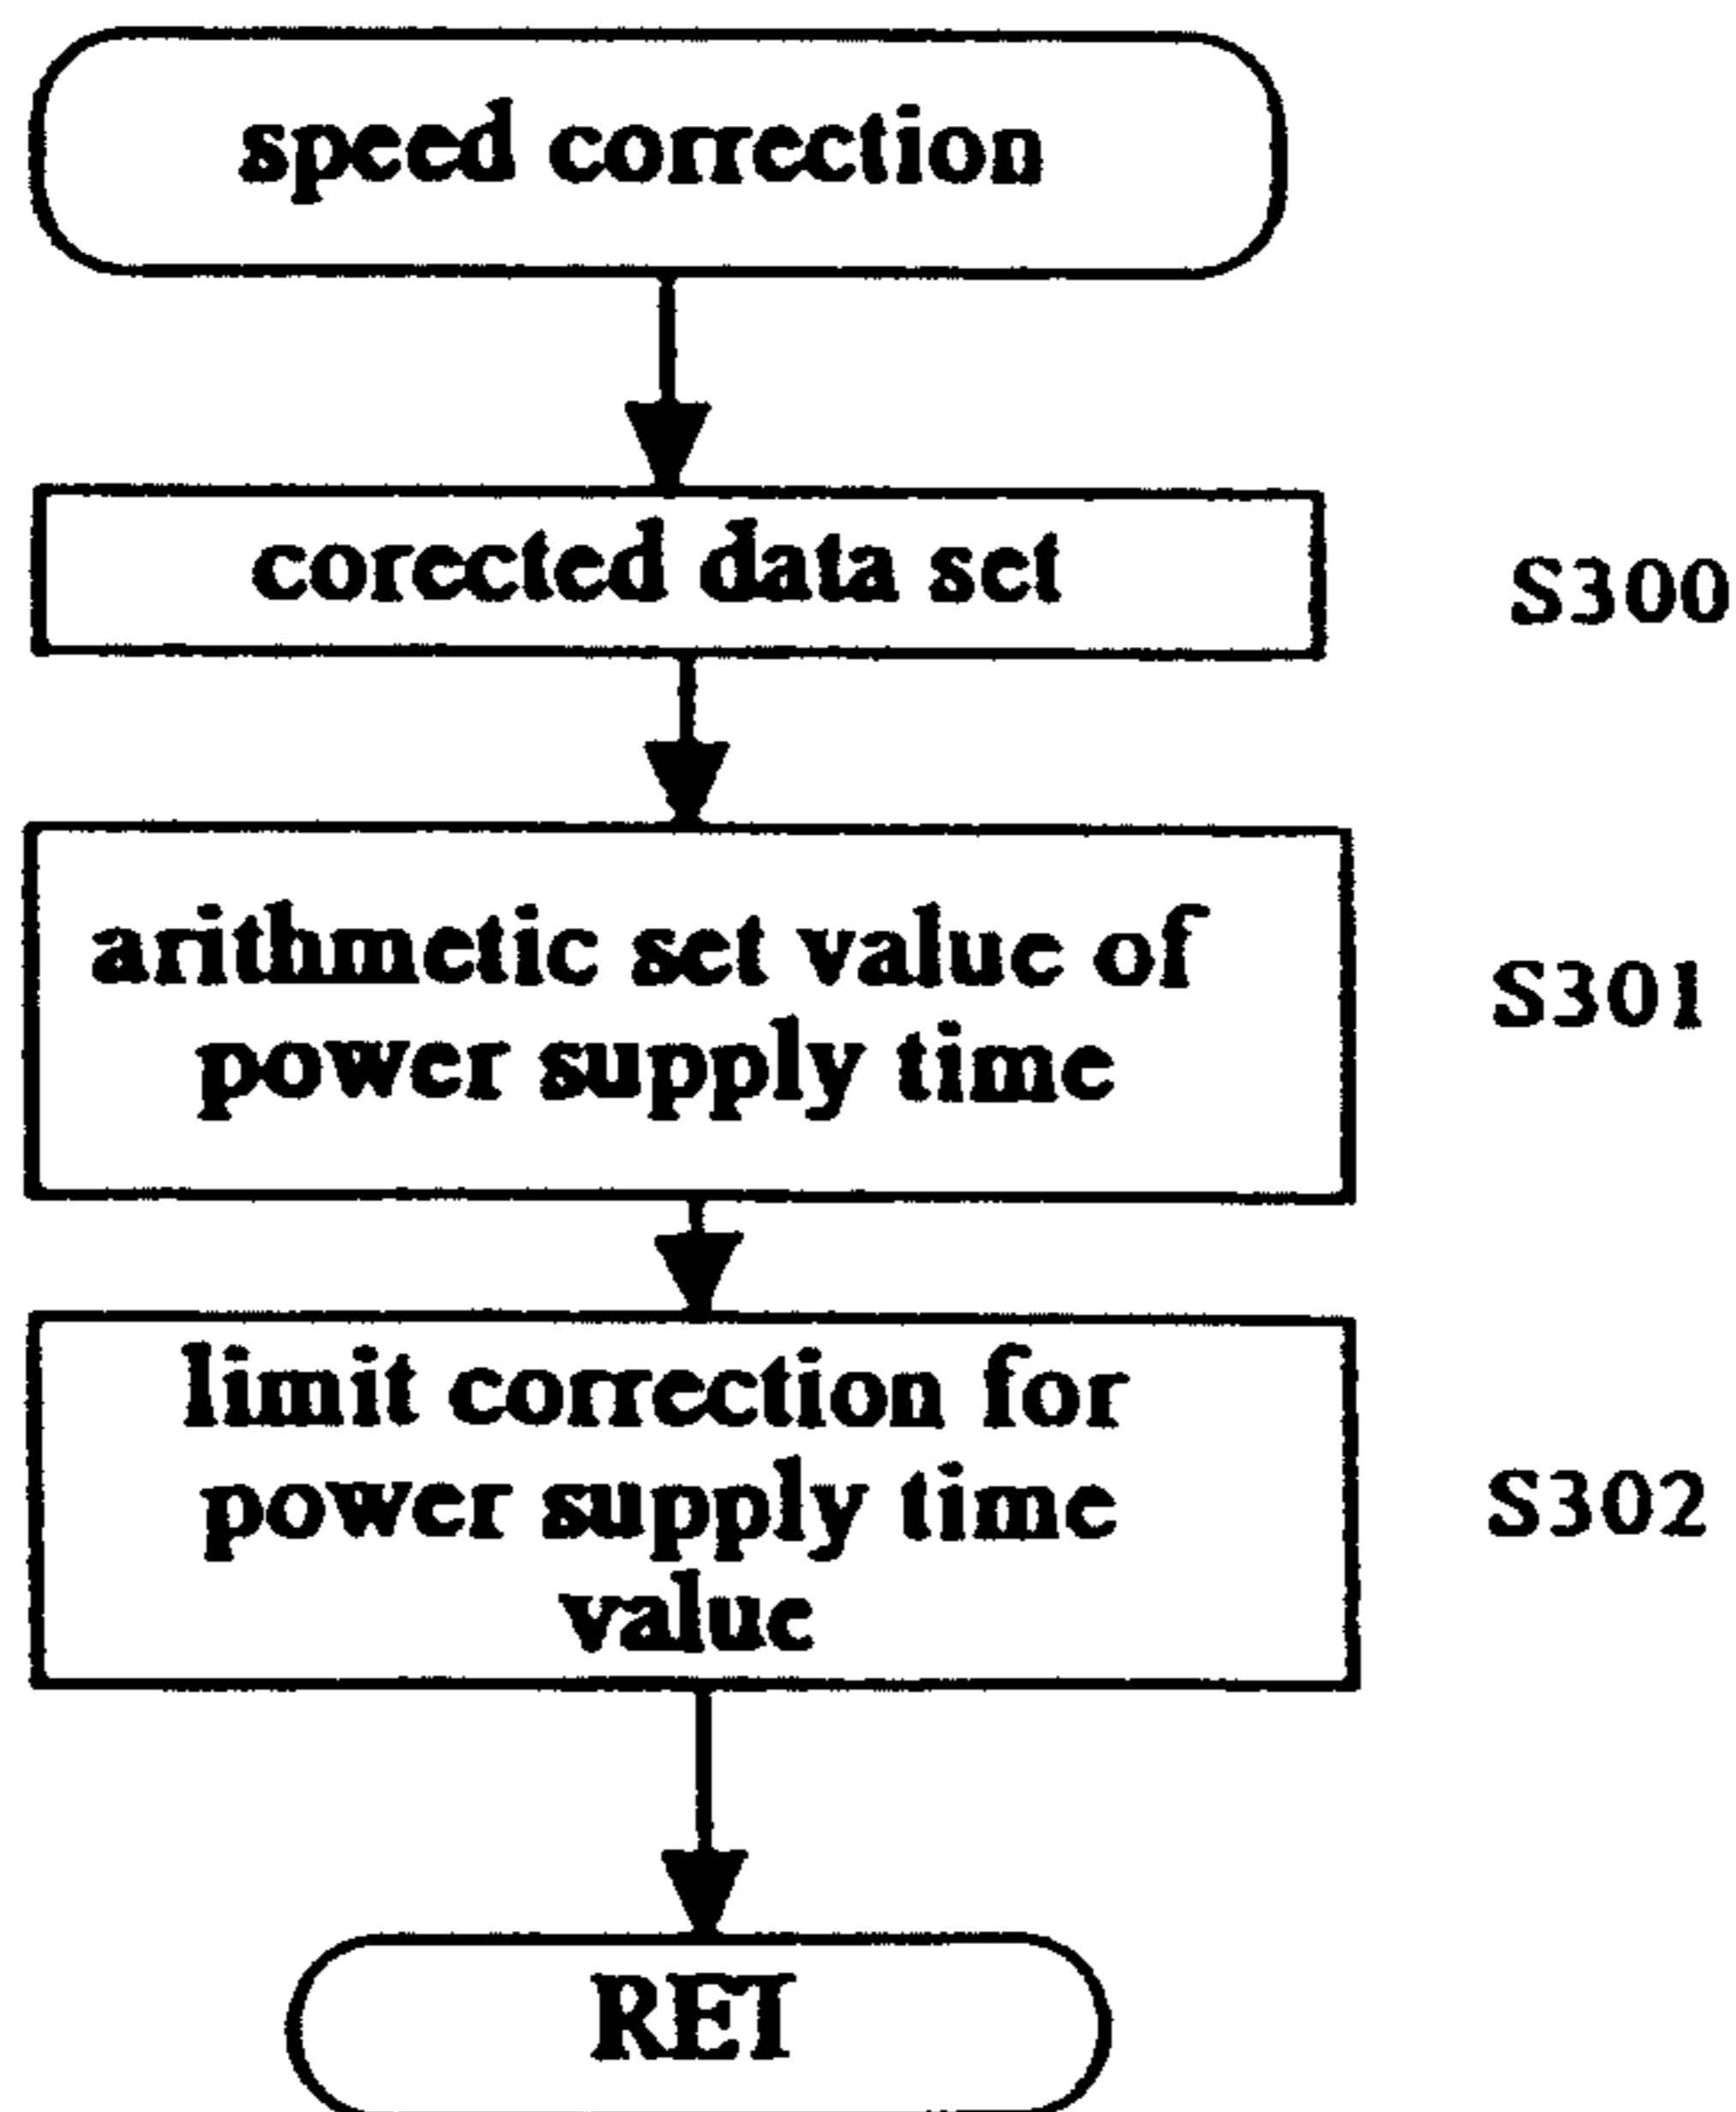 speed correction
corected data set
S300
arithmetic set value of
power supply time
S301
limit correction for
power supply time
value
S302
RET